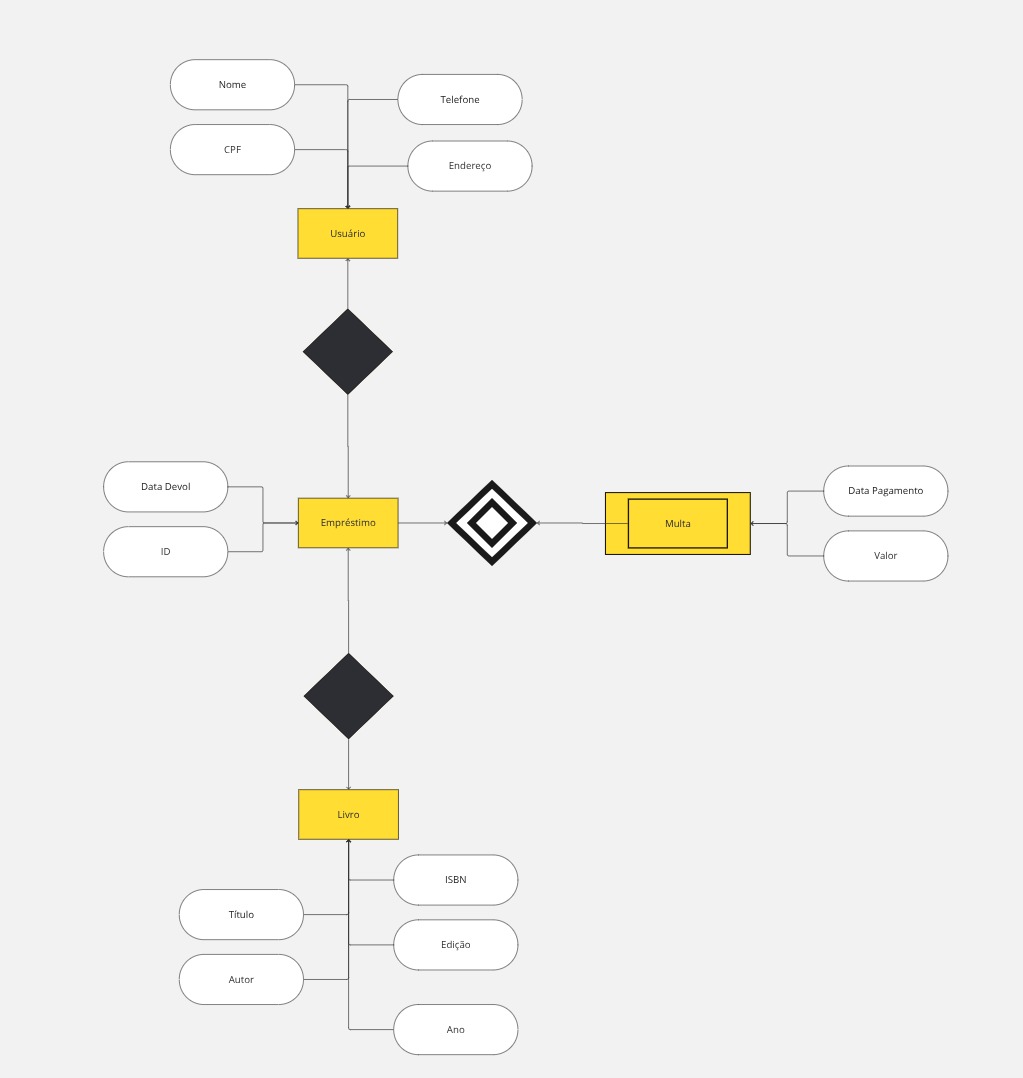 Nome
Telefone
CPF
Endereço
Usuário
Data Devol
ID
Empréstimo
Multa
Data Pagamento
Valor
Livro
ISBN
Título
Edição
Autor
Ano